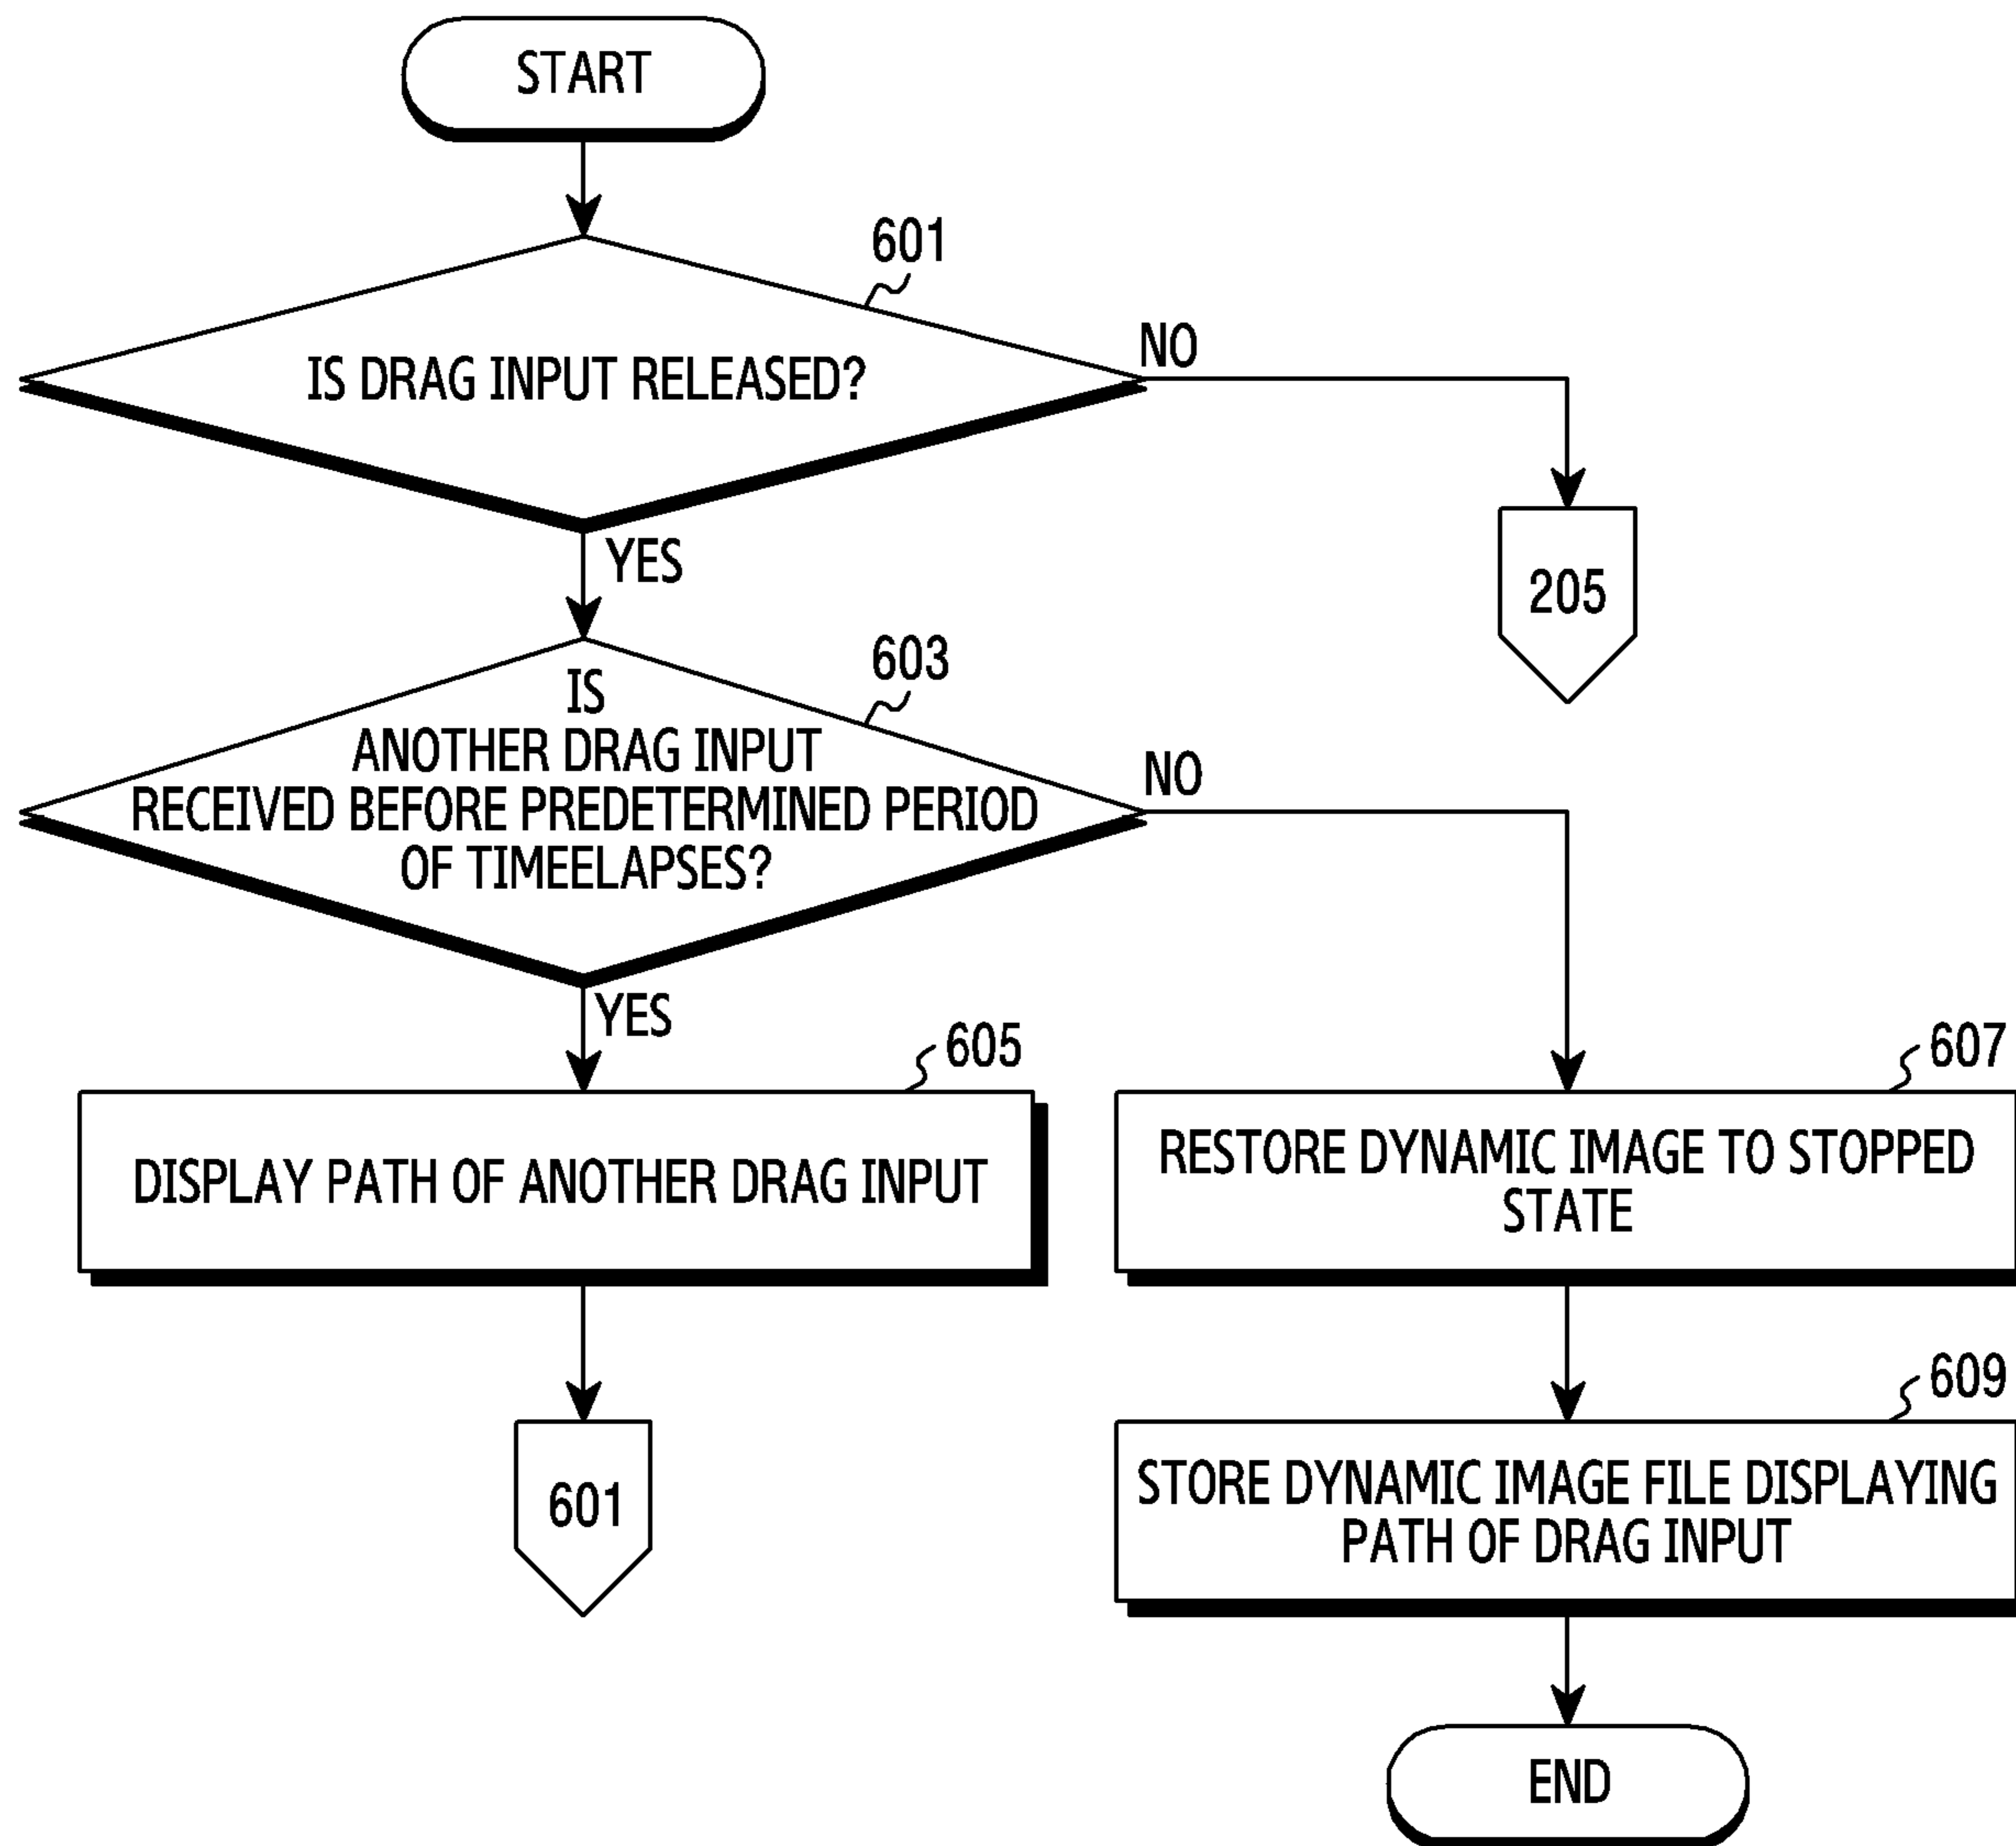 START
601
IS DRAG INPUT RELEASED?
NO
205
YES
603
IS
ANOTHER DRAG INPUT
RECEIVED BEFORE PREDETERMINED PERIOD
OF TIMEELAPSES?
NO
YES
605
DISPLAY PATH OF ANOTHER DRAG INPUT
601
607
RESTORE DYNAMIC IMAGE TO STOPPED
STATE
609
STORE DYNAMIC IMAGE FILE DISPLAYING
PATH OF DRAG INPUT
END